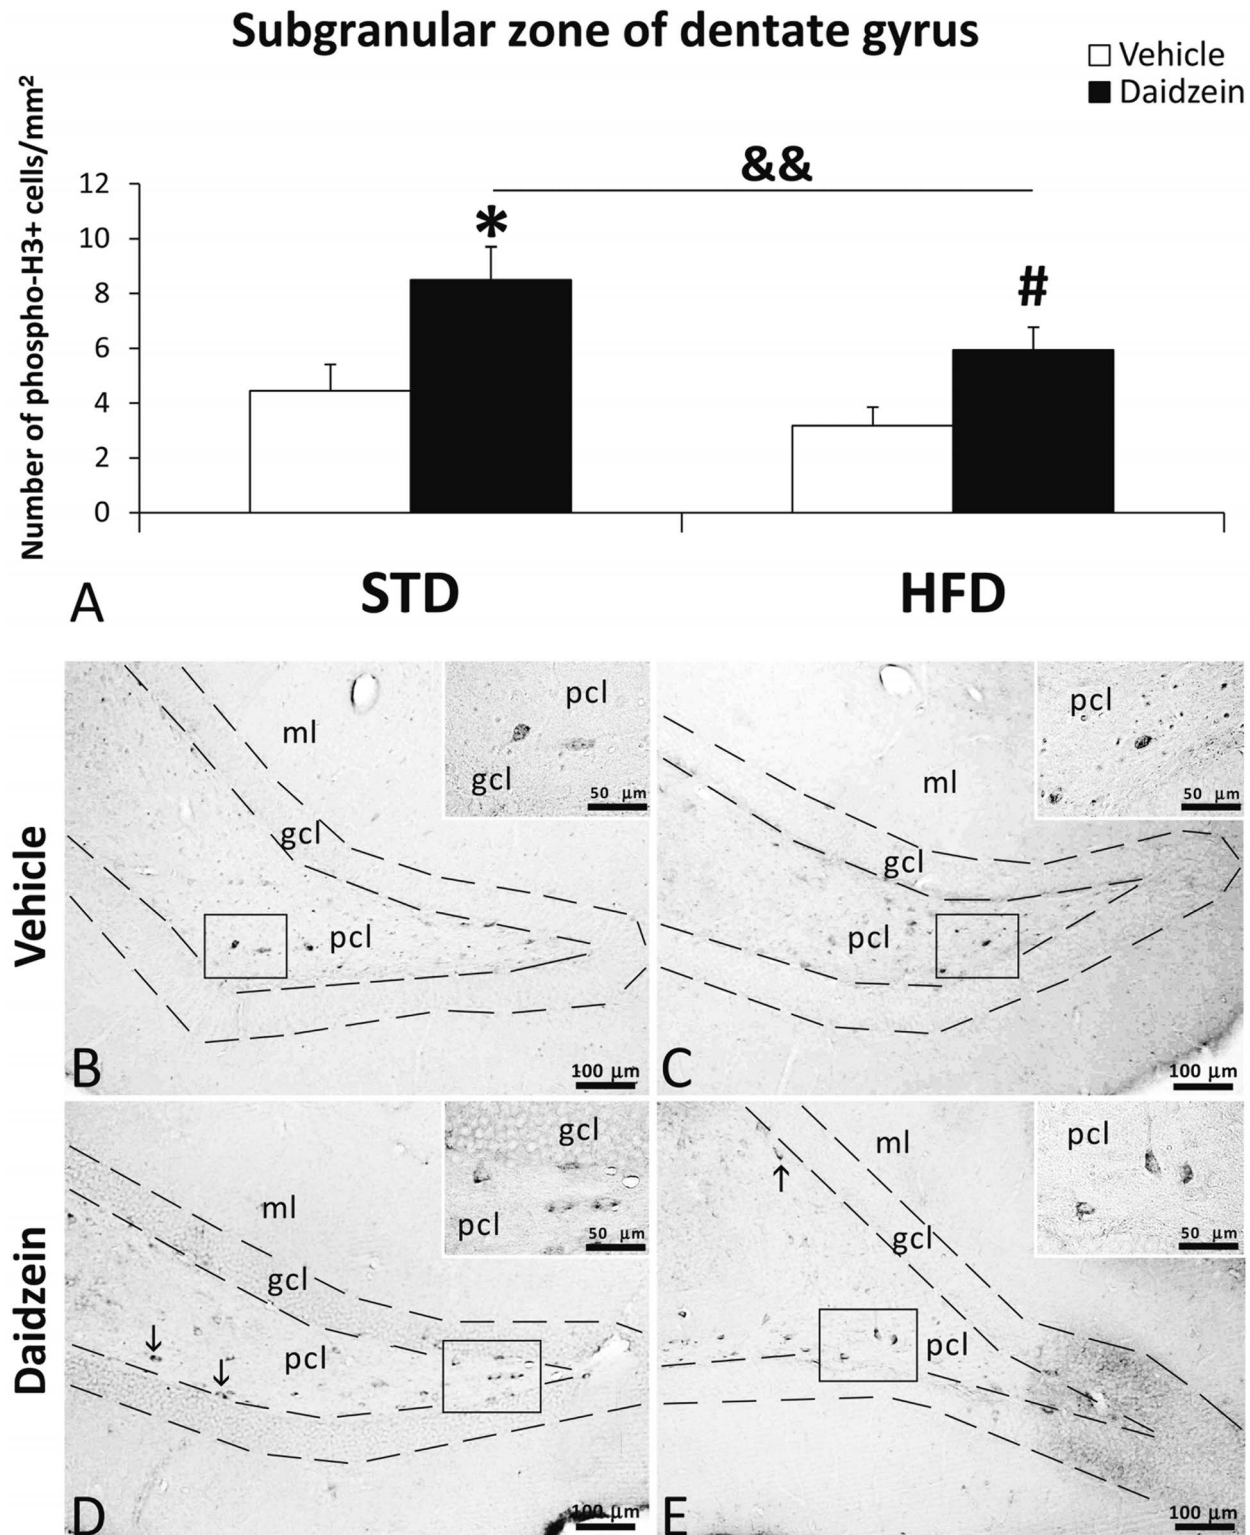 Subgranular zone of dentate gyrus
Vehicle
Daidzein
Number of phospho-H3+ cells/mm²
12
10
8
6
4
2
0
&&
*
#
A
STD
HFD
Vehicle
ml
gcl
pcl
pcl
gcl
50 µm
B
100 µm
ml
gcl
pcl
pcl
50 µm
C
100 µm
Daidzein
ml
gcl
pcl
gcl
pcl
50 µm
D
100 µm
ml
gcl
pcl
pcl
50 µm
E
100 µm